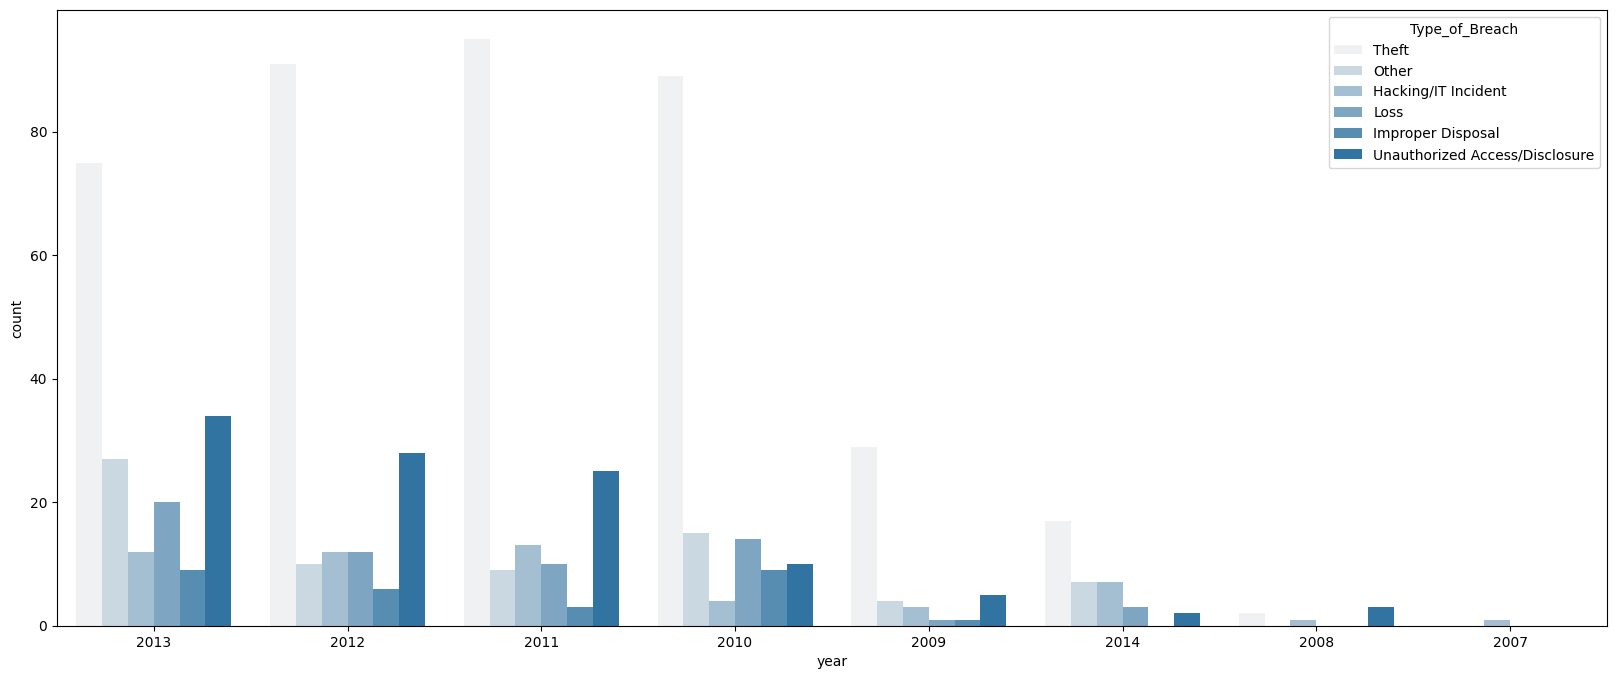 Type_of_Breach
Theft
Other
Hacking/IT Incident
Loss
Improper Disposal
Unauthorized Access/Disclosure
80
60
40
20
0
count
2013 2012 2011 2010 2009 2014 2008 2007
year